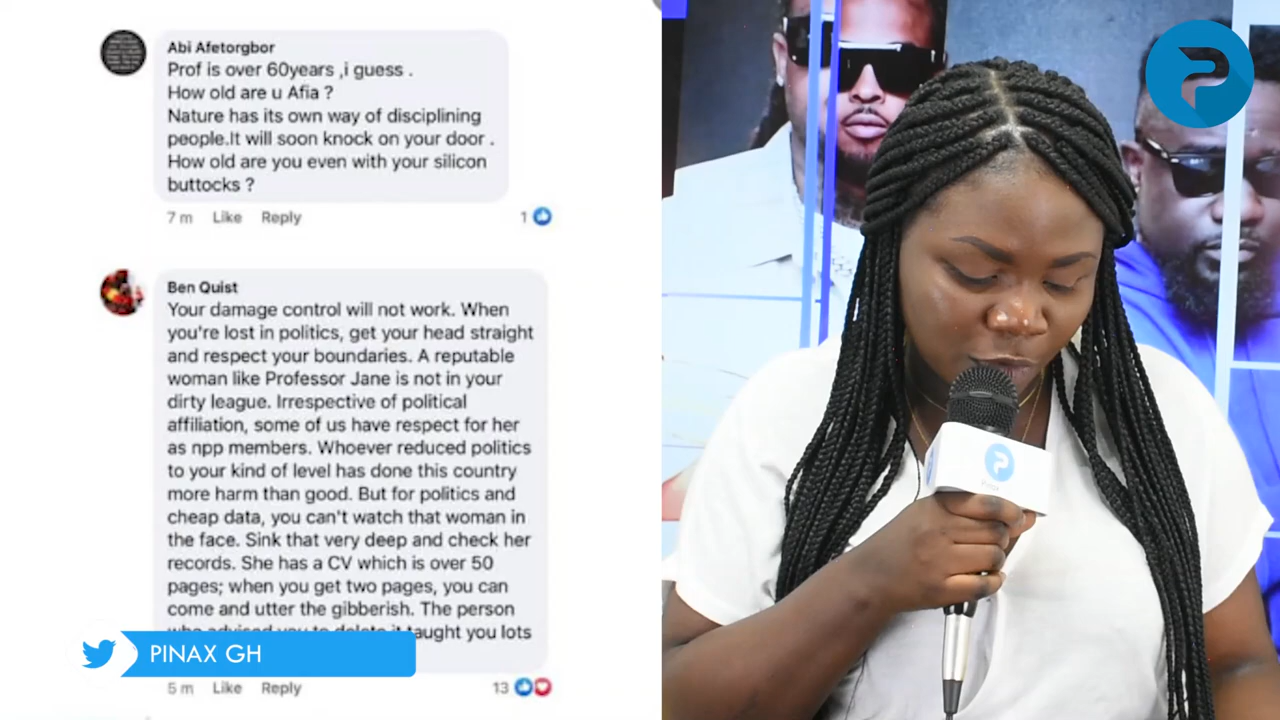 Abi Afetorgbor
Prof is over 60years ,i guess .
How old are u Afia ?
Nature has its own way of disciplining
people.It will soon knock on your door .
How old are you even with your silicon
buttocks ?
7 m Like Reply 1
Ben Quist
Your damage control will not work. When
you're lost in politics, get your head straight
and respect your boundaries. A reputable
woman like Professor Jane is not in your
dirty league. Irrespective of political
affiliation, some of us have respect for her
as npp members. Whoever reduced politics
to your kind of level has done this country
more harm than good. But for politics and
cheap data, you can't watch that woman in
the face. Sink that very deep and check her
records. She has a CV which is over 50
pages; when you get two pages, you can
come and utter the gibberish. The person
who advised you to delete it taught you lots
PINAX GH
5 m Like Reply 13